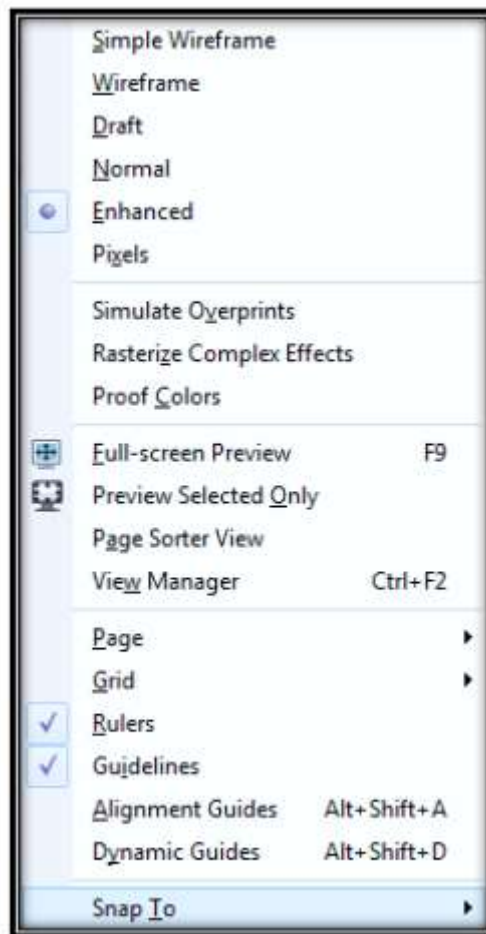 Simple Wireframe
Wireframe
Draft
Normal
Enhanced
Pixels
Simulate Overprints
Rasterize Complex Effects
Proof Colors
Full-screen Preview F9
Preview Selected Only
Page Sorter View
View Manager Ctrl+F2
Page
Grid
Rulers
Guidelines
Alignment Guides Alt+Shift+A
Dynamic Guides Alt+Shift+D
Snap To